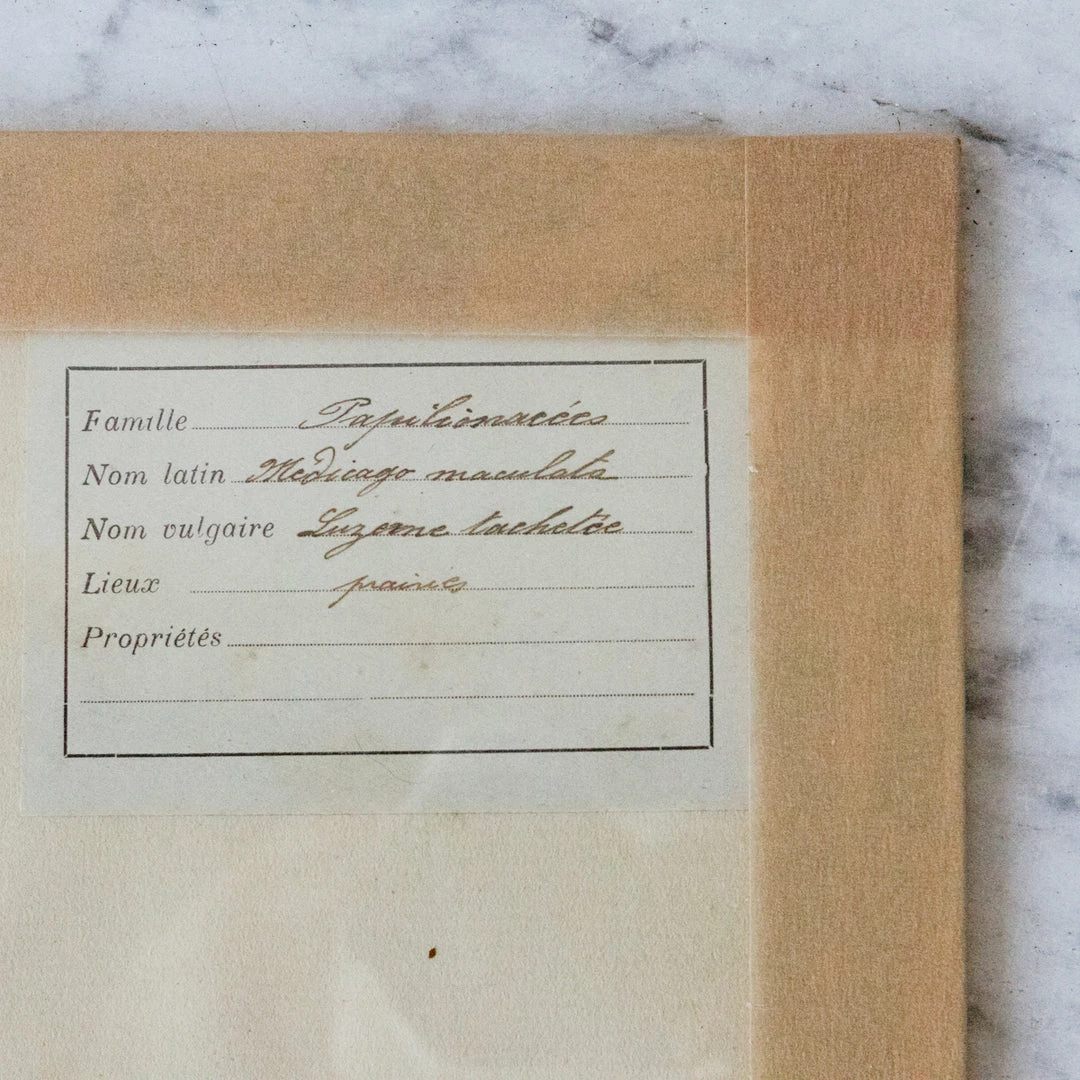 Famille Papilionacées
Nom latin Medicago maculata
Nom vulgaire Luzerne tachetée
Lieux prairies
Propriétés